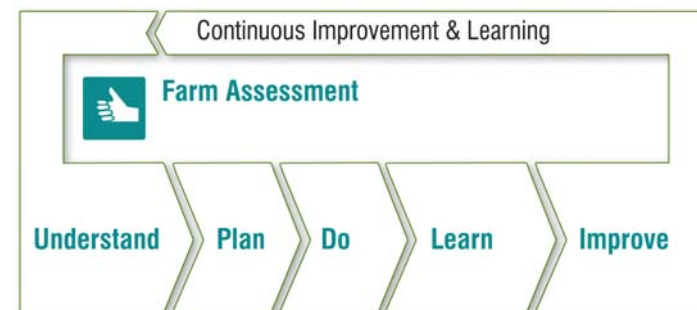 Continuous Improvement & Learning
Farm Assessment
Understand
Plan
Do
Learn
Improve